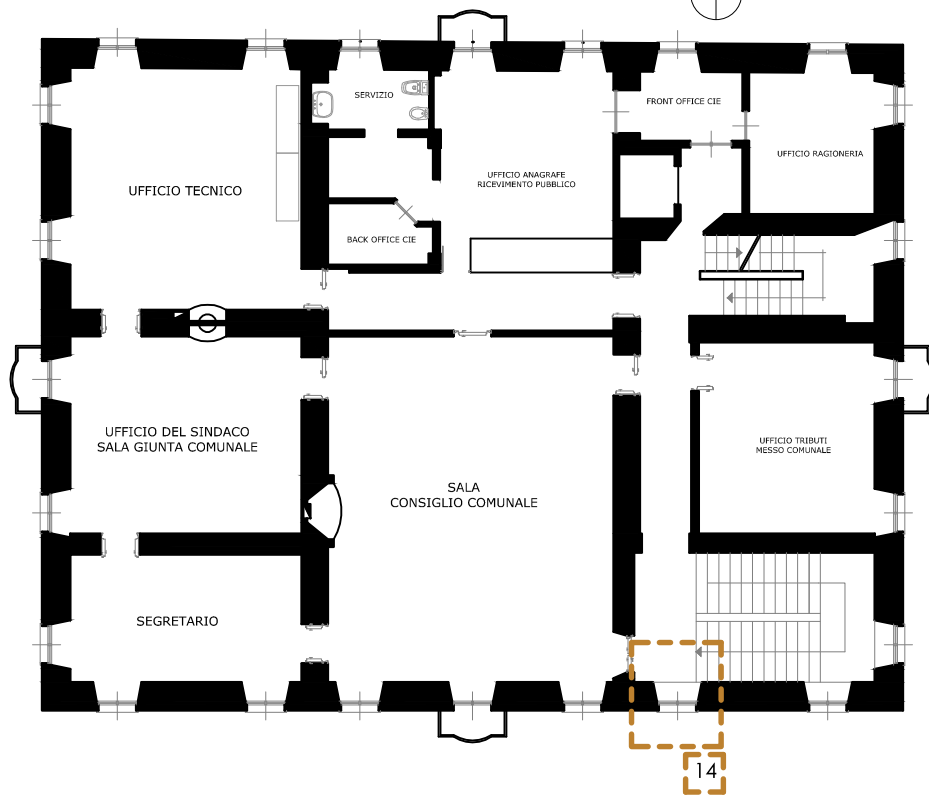 SERVIZIO
FRONT OFFICE CIE
UFFICIO RAGIONERIA
UFFICIO TECNICO
UFFICIO ANAGRAFE
RICEVIMENTO PUBBLICO
BACK OFFICE CIE
UFFICIO DEL SINDACO
SALA GIUNTA COMUNALE
UFFICIO TRIBUTI
MESSO COMUNALE
SALA
CONSIGLIO COMUNALE
SEGRETARIO
14